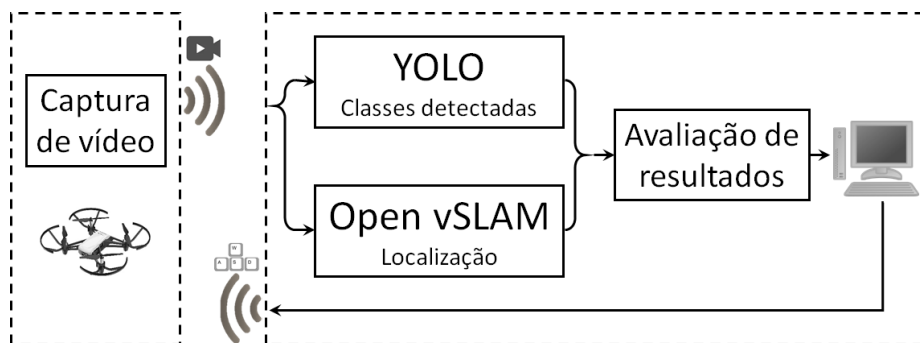 Captura
de vídeo
YOLO
Classes detectadas
Open vSLAM
Localização
Avaliação de
resultados
W
A S D